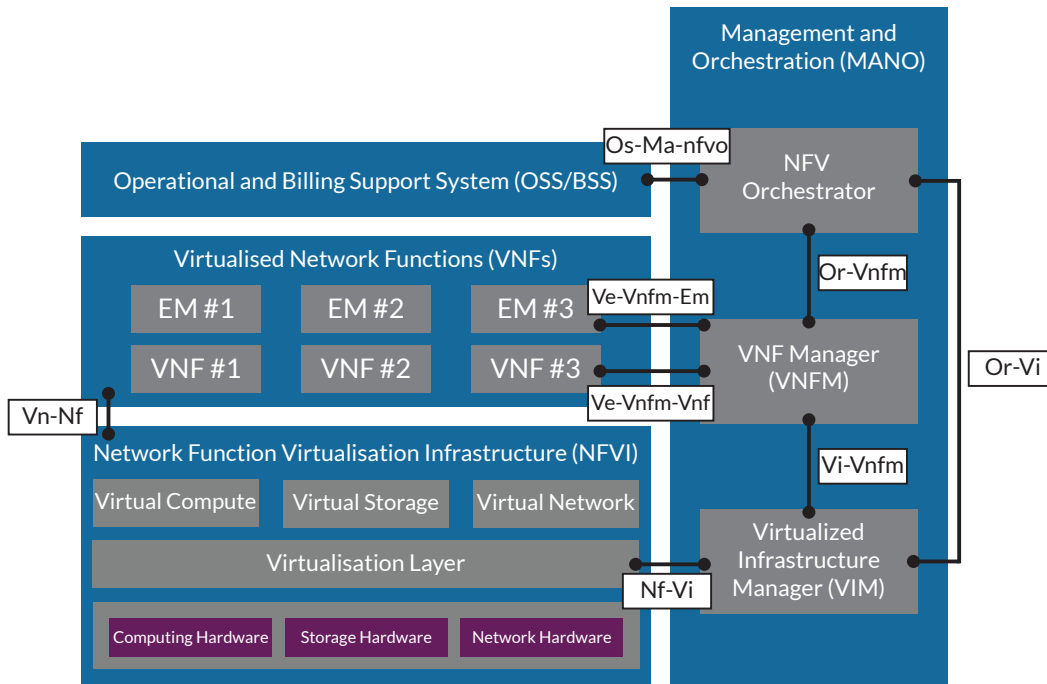 Management and
Orchestration (MANO)
Os-Ma-nfvo
NFV
Orchestrator
Operational and Billing Support System (OSS/BSS)
Or-Vnfm
Virtualised Network Functions (VNFs)
EM #1
EM #2
EM #3
Ve-Vnfm-Em
VNF #1
VNF #2
VNF #3
VNF Manager
(VNFM)
Or-Vi
Ve-Vnfm-Vnf
Vn-Nf
Network Function Virtualisation Infrastructure (NFVI)
Vi-Vnfm
Virtual Compute
Virtual Storage
Virtual Network
Virtualisation Layer
Virtualized
Infrastructure
Manager (VIM)
Nf-Vi
Computing Hardware
Storage Hardware
Network Hardware